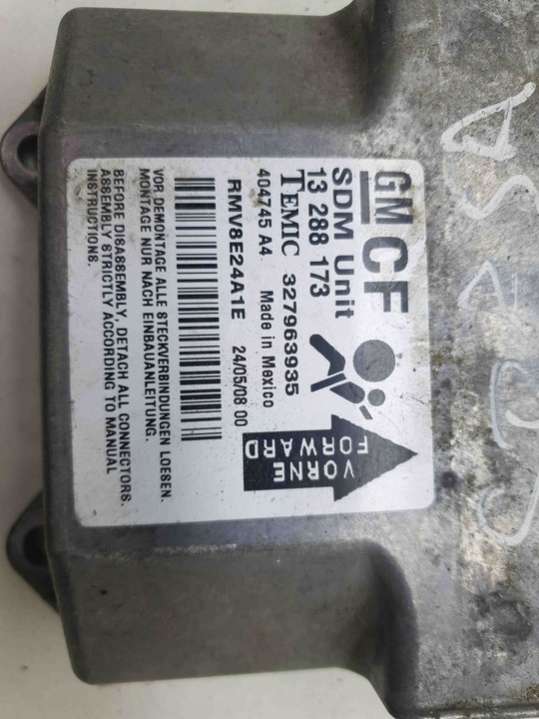 GM CF
SDM Unit
13 288 173
TEMIC 327963935
404745 A4 Made in Mexico
RMV8E24A1E 24/05/08 00
VORNE
FORWARD
VOR DEMONTAGE ALLE STECKVERBINDUNGEN LOESEN.
MONTAGE NUR NACH EINBAUANLEITUNG.
BEFORE DISASSEMBLY, DETACH ALL CONNECTORS.
ASSEMBLY STRICTLY ACCORDING TO MANUAL
INSTRUCTIONS.